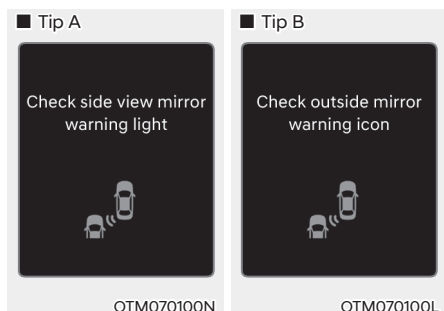 ■ Tip A
Check side view mirror
warning light
OTM070100N
■ Tip B
Check outside mirror
warning icon
OTM070100L